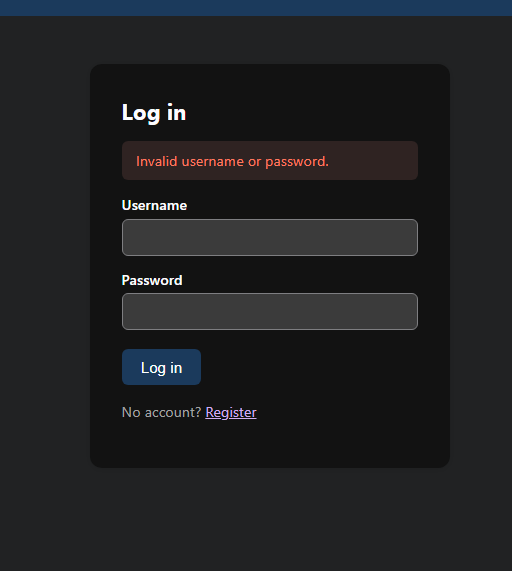 Log in
Invalid username or password.
Username
Password
Log in
No account? Register